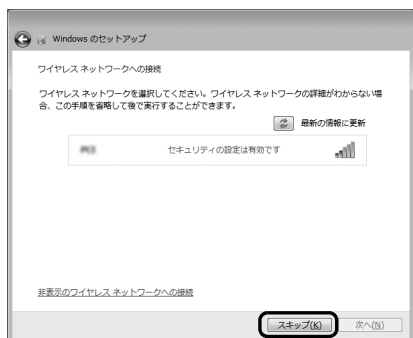 Windows のセットアップ
ワイヤレス ネットワークへの接続
ワイヤレス ネットワークを選択してください。ワイヤレス ネットワークの詳細がわからない場
合、この手順を省略して後で実行することができます。
最新の情報に更新
セキュリティの設定は有効です
非表示のワイヤレス ネットワークへの接続
スキップ(K) 次へ(N)